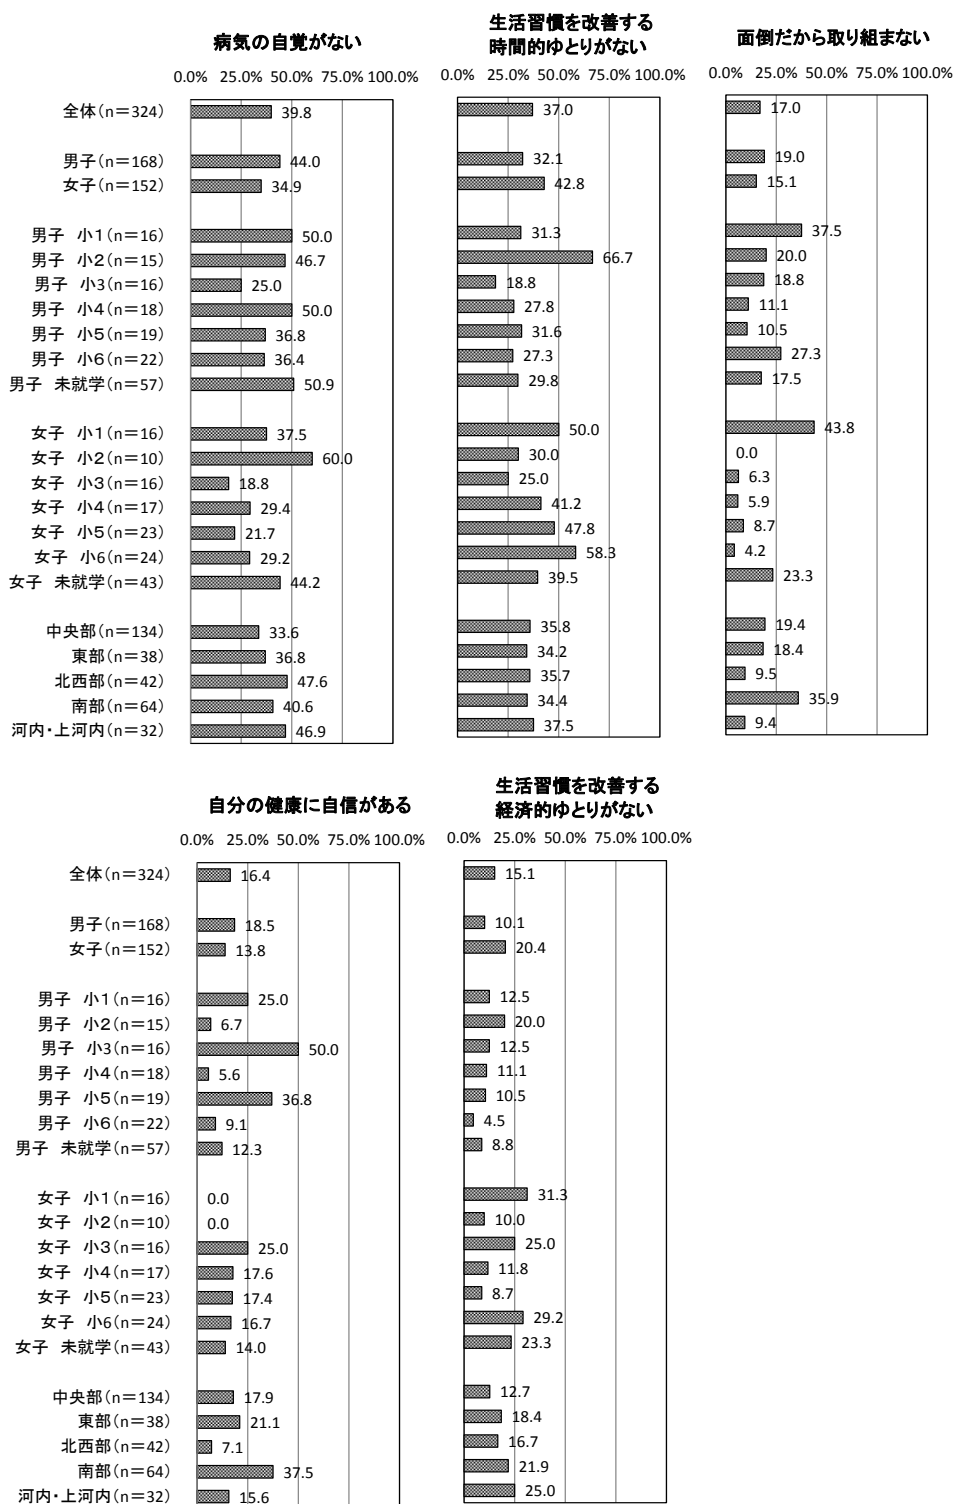 病気の自覚がない
生活習慣を改善する
時間的ゆとりがない
面倒だから取り組まない
0.0% 25.0% 50.0% 75.0% 100.0%
0.0% 25.0% 50.0% 75.0% 100.0%
0.0% 25.0% 50.0% 75.0% 100.0%
全体(n=324) 39.8 37.0 17.0
男子(n=168) 44.0 32.1 19.0
女子(n=152) 34.9 42.8 15.1
男子 小1(n=16) 50.0 31.3 37.5
男子 小2(n=15) 46.7 66.7 20.0
男子 小3(n=16) 25.0 18.8 18.8
男子 小4(n=18) 50.0 27.8 11.1
男子 小5(n=19) 36.8 31.6 10.5
男子 小6(n=22) 36.4 27.3 27.3
男子 未就学(n=57) 50.9 29.8 17.5
女子 小1(n=16) 37.5 50.0 43.8
女子 小2(n=10) 60.0 30.0 0.0
女子 小3(n=16) 18.8 25.0 6.3
女子 小4(n=17) 29.4 41.2 5.9
女子 小5(n=23) 21.7 47.8 8.7
女子 小6(n=24) 29.2 58.3 4.2
女子 未就学(n=43) 44.2 39.5 23.3
中央部(n=134) 33.6 35.8 19.4
東部(n=38) 36.8 34.2 18.4
北西部(n=42) 47.6 35.7 9.5
南部(n=64) 40.6 34.4 35.9
河内・上河内(n=32) 46.9 37.5 9.4
自分の健康に自信がある
生活習慣を改善する
経済的ゆとりがない
0.0% 25.0% 50.0% 75.0% 100.0%
0.0% 25.0% 50.0% 75.0% 100.0%
全体(n=324) 16.4 15.1
男子(n=168) 18.5 10.1
女子(n=152) 13.8 20.4
男子 小1(n=16) 25.0 12.5
男子 小2(n=15) 6.7 20.0
男子 小3(n=16) 50.0 12.5
男子 小4(n=18) 5.6 11.1
男子 小5(n=19) 36.8 10.5
男子 小6(n=22) 9.1 4.5
男子 未就学(n=57) 12.3 8.8
女子 小1(n=16) 0.0 31.3
女子 小2(n=10) 0.0 10.0
女子 小3(n=16) 25.0 25.0
女子 小4(n=17) 17.6 11.8
女子 小5(n=23) 17.4 8.7
女子 小6(n=24) 16.7 29.2
女子 未就学(n=43) 14.0 23.3
中央部(n=134) 17.9 12.7
東部(n=38) 21.1 18.4
北西部(n=42) 7.1 16.7
南部(n=64) 37.5 21.9
河内・上河内(n=32) 15.6 25.0